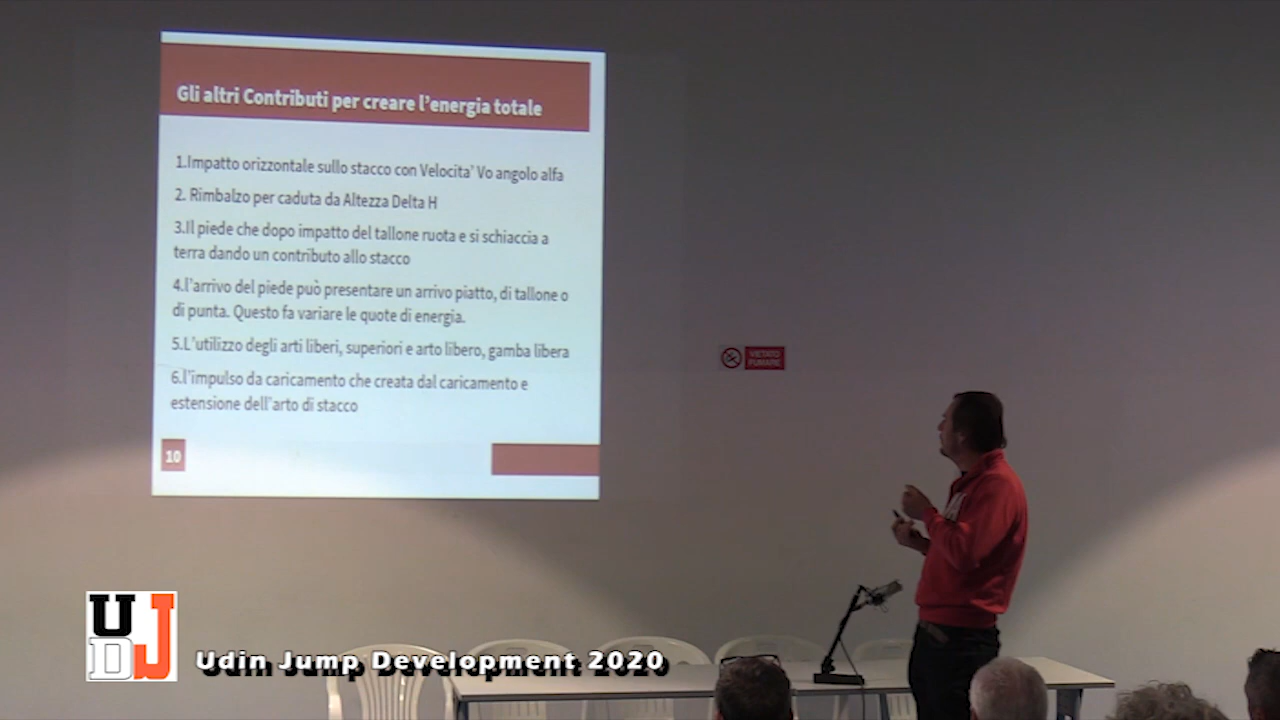 Gli altri Contributi per creare l'energia totale
1.Impatto orizzontale sullo stacco con Velocita' Vo angolo alfa
2. Rimbalzo per caduta da Altezza Delta H
3.Il piede che dopo impatto del tallone ruota e si schiaccia a
terra dando un contributo allo stacco
4.l'arrivo del piede può presentare un arrivo piatto, di tallone o
di punta. Questo fa variare le quote di energia.
5.L'utilizzo degli arti liberi, superiori e arto libero, gamba libera
6.l'impulso da caricamento che creata dal caricamento e
estensione dell'arto di stacco
10
VIETATO
FUMARE
UDJ
Udin Jump Development 2020